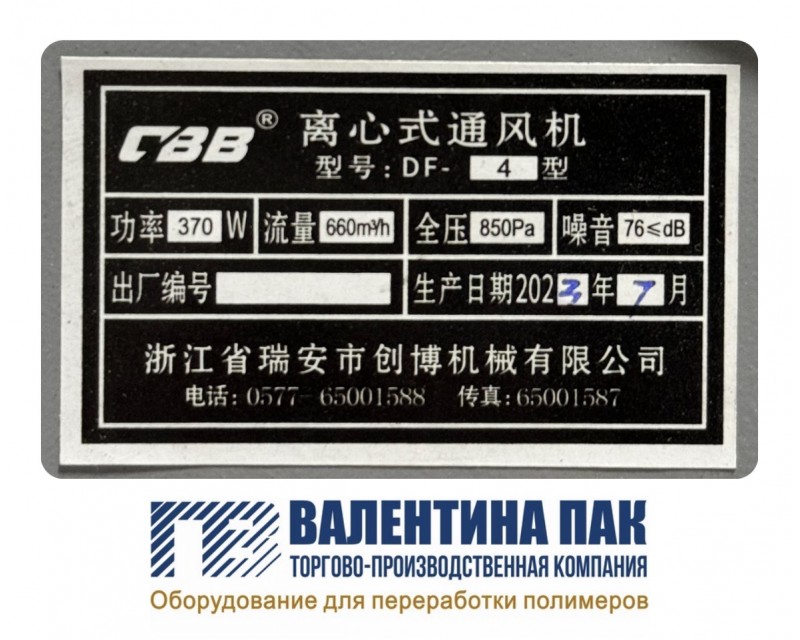 CBB® 离心式通风机
型号：DF- 4 型
功率 370 W 流量 660m³/h 全压 850Pa 噪音 76≤dB
出厂编号 生产日期2023年7月
浙江省瑞安市创博机械有限公司
电话：0577-65001588 传真：65001587
ВАЛЕНТИНА ПАК
ТОРГОВО-ПРОИЗВОДСТВЕННАЯ КОМПАНИЯ
Оборудование для переработки полимеров